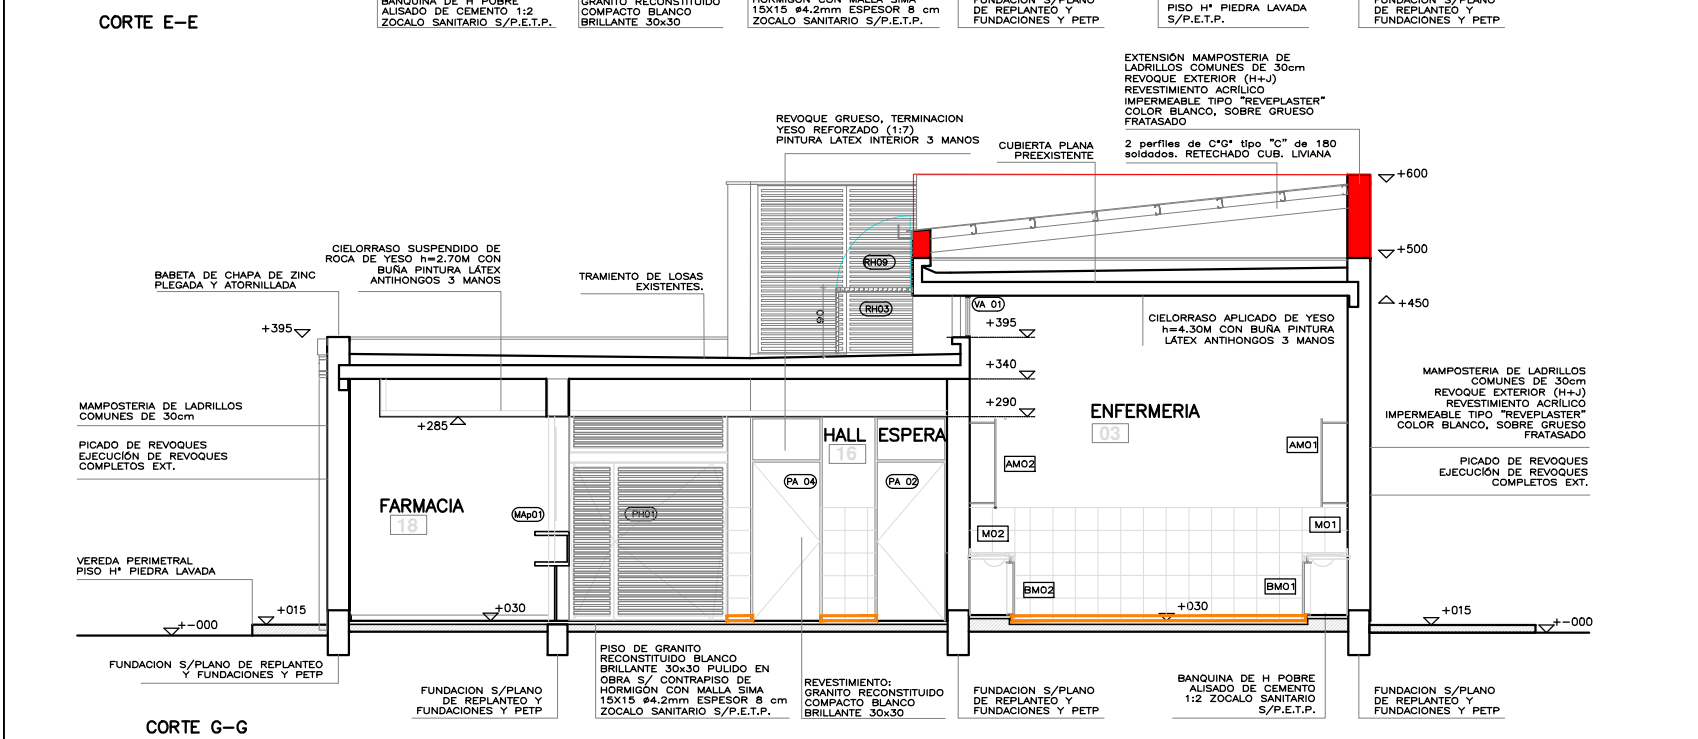 BANQUINA DE H POBRE
ALISADO DE CEMENTO 1:2
ZOCALO SANITARIO S/P.E.T.P.
GRANITO RECONSTITUIDO
COMPACTO BLANCO
BRILLANTE 30x30
HORMIGÓN CON MALLA SIMA
15X15 ø4.2mm ESPESOR 8 cm
ZOCALO SANITARIO S/P.E.T.P.
FUNDACION S/PLANO
DE REPLANTEO Y
FUNDACIONES Y PETP
PISO Hº PIEDRA LAVADA
S/P.E.T.P.
FUNDACION S/PLANO
DE REPLANTEO Y
FUNDACIONES Y PETP
CORTE E-E
EXTENSIÓN MAMPOSTERIA DE
LADRILLOS COMUNES DE 30cm
REVOQUE EXTERIOR (H+J)
REVESTIMIENTO ACRÍLICO
IMPERMEABLE TIPO "REVEPLASTER"
COLOR BLANCO, SOBRE GRUESO
FRATASADO
2 perfiles de C°G° tipo "C" de 180
soldados. RETECHADO CUB. LIVIANA
REVOQUE GRUESO, TERMINACION
YESO REFORZADO (1:7)
PINTURA LATEX INTERIOR 3 MANOS
CUBIERTA PLANA
PREEXISTENTE
+600
+500
+450
CIELORRASO SUSPENDIDO DE
ROCA DE YESO h=2.70M CON
BUÑA PINTURA LÁTEX
ANTIHONGOS 3 MANOS
BABETA DE CHAPA DE ZINC
PLEGADA Y ATORNILLADA
TRAMIENTO DE LOSAS
EXISTENTES.
RH09
RH03
90
VA 01
CIELORRASO APLICADO DE YESO
h=4.30M CON BUÑA PINTURA
LÁTEX ANTIHONGOS 3 MANOS
+395
+395
+340
+290
+285
MAMPOSTERIA DE LADRILLOS
COMUNES DE 30cm
REVOQUE EXTERIOR (H+J)
REVESTIMIENTO ACRÍLICO
IMPERMEABLE TIPO "REVEPLASTER"
COLOR BLANCO, SOBRE GRUESO
FRATASADO
MAMPOSTERIA DE LADRILLOS
COMUNES DE 30cm
PICADO DE REVOQUES
EJECUCIÓN DE REVOQUES
COMPLETOS EXT.
PICADO DE REVOQUES
EJECUCIÓN DE REVOQUES
COMPLETOS EXT.
ENFERMERIA
03
HALL
16
ESPERA
AM02
AM01
PA 04
PA 02
FARMACIA
18
MAp01
PH01
M02
M01
BM02
BM01
VEREDA PERIMETRAL
PISO Hº PIEDRA LAVADA
+015
+-000
+030
+030
+015
+-000
FUNDACION S/PLANO DE REPLANTEO
Y FUNDACIONES Y PETP
FUNDACION S/PLANO
DE REPLANTEO Y
FUNDACIONES Y PETP
PISO DE GRANITO
RECONSTITUIDO BLANCO
BRILLANTE 30x30 PULIDO EN
OBRA S/ CONTRAPISO DE
HORMIGÓN CON MALLA SIMA
15X15 ø4.2mm ESPESOR 8 cm
ZOCALO SANITARIO S/P.E.T.P.
REVESTIMIENTO:
GRANITO RECONSTITUIDO
COMPACTO BLANCO
BRILLANTE 30x30
FUNDACION S/PLANO
DE REPLANTEO Y
FUNDACIONES Y PETP
BANQUINA DE H POBRE
ALISADO DE CEMENTO
1:2 ZOCALO SANITARIO
S/P.E.T.P.
FUNDACION S/PLANO
DE REPLANTEO Y
FUNDACIONES Y PETP
CORTE G-G